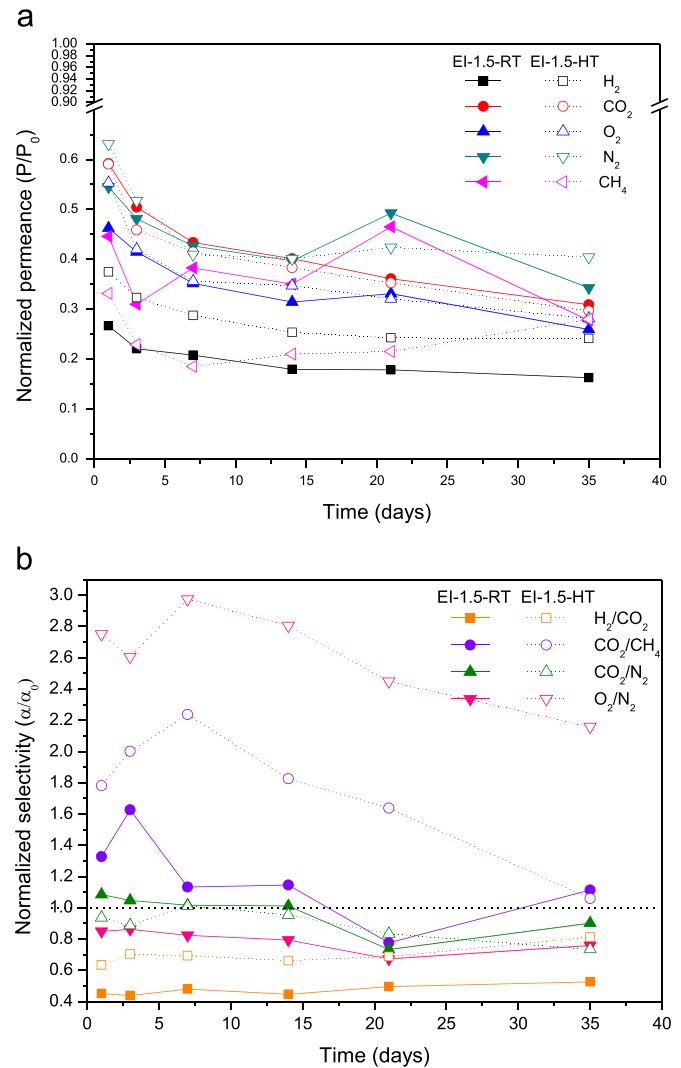 a
EI-1.5-RT EI-1.5-HT
H2
CO2
O2
N2
CH4
1.00
0.98
0.96
0.94
0.92
0.90
0.6
0.5
0.4
0.3
0.2
0.1
0.0
Normalized permeance (P/P0)
0 5 10 15 20 25 30 35 40
Time (days)
b
EI-1.5-RT EI-1.5-HT
H2/CO2
CO2/CH4
CO2/N2
O2/N2
3.0
2.8
2.6
2.4
2.2
2.0
1.8
1.6
1.4
1.2
1.0
0.8
0.6
0.4
Normalized selectivity (α/α0)
0 5 10 15 20 25 30 35 40
Time (days)